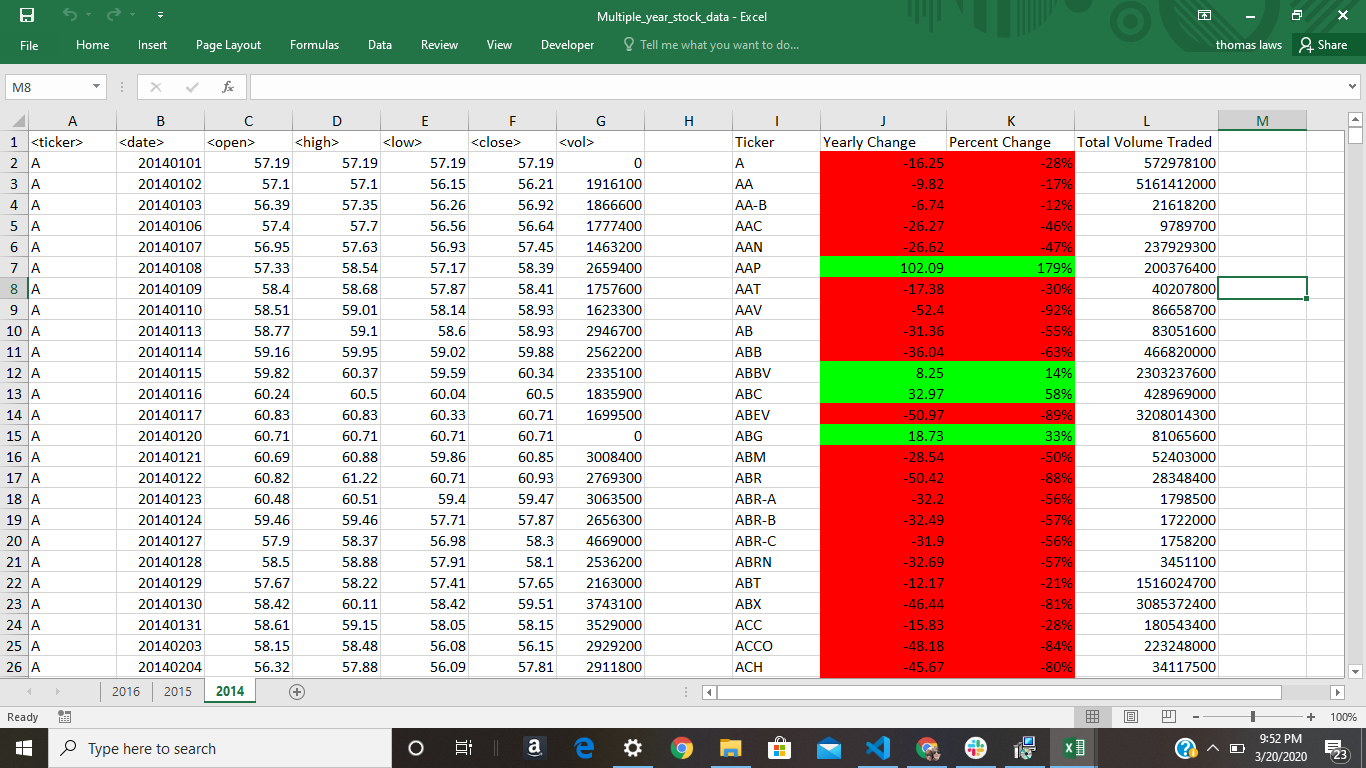 Multiple_year_stock_data - Excel
File Home Insert Page Layout Formulas Data Review View Developer Tell me what you want to do... thomas laws Share
M8 fx
A B C D E F G H I J K L M
1 <ticker> <date> <open> <high> <low> <close> <vol> Ticker Yearly Change Percent Change Total Volume Traded
2 A 20140101 57.19 57.19 57.19 57.19 0 A -16.25 -28% 572978100
3 A 20140102 57.1 57.1 56.15 56.21 1916100 AA -9.82 -17% 5161412000
4 A 20140103 56.39 57.35 56.26 56.92 1866600 AA-B -6.74 -12% 21618200
5 A 20140106 57.4 57.7 56.56 56.64 1777400 AAC -26.27 -46% 9789700
6 A 20140107 56.95 57.63 56.93 57.45 1463200 AAN -26.62 -47% 237929300
7 A 20140108 57.33 58.54 57.17 58.39 2659400 AAP 102.09 179% 200376400
8 A 20140109 58.4 58.68 57.87 58.41 1757600 AAT -17.38 -30% 40207800
9 A 20140110 58.51 59.01 58.14 58.93 1623300 AAV -52.4 -92% 86658700
10 A 20140113 58.77 59.1 58.6 58.93 2946700 AB -31.36 -55% 83051600
11 A 20140114 59.16 59.95 59.02 59.88 2562200 ABB -36.04 -63% 466820000
12 A 20140115 59.82 60.37 59.59 60.34 2335100 ABBV 8.25 14% 2303237600
13 A 20140116 60.24 60.5 60.04 60.5 1835900 ABC 32.97 58% 428969000
14 A 20140117 60.83 60.83 60.33 60.71 1699500 ABEV -50.97 -89% 3208014300
15 A 20140120 60.71 60.71 60.71 60.71 0 ABG 18.73 33% 81065600
16 A 20140121 60.69 60.88 59.86 60.85 3008400 ABM -28.54 -50% 52403000
17 A 20140122 60.82 61.22 60.71 60.93 2769300 ABR -50.42 -88% 28348400
18 A 20140123 60.48 60.51 59.4 59.47 3063500 ABR-A -32.2 -56% 1798500
19 A 20140124 59.46 59.46 57.71 57.87 2656300 ABR-B -32.49 -57% 1722000
20 A 20140127 57.9 58.37 56.98 58.3 4669000 ABR-C -31.9 -56% 1758200
21 A 20140128 58.5 58.88 57.91 58.1 2536200 ABRN -32.69 -57% 3451100
22 A 20140129 57.67 58.22 57.41 57.65 2163000 ABT -12.17 -21% 1516024700
23 A 20140130 58.42 60.11 58.42 59.51 3743100 ABX -46.44 -81% 3085372400
24 A 20140131 58.61 59.15 58.05 58.15 3529000 ACC -15.83 -28% 180543400
25 A 20140203 58.15 58.48 56.08 56.15 2929200 ACCO -48.18 -84% 223248000
26 A 20140204 56.32 57.88 56.09 57.81 2911800 ACH -45.67 -80% 34117500
2016 2015 2014
Ready 100%
Type here to search
9:52 PM
3/20/2020
23